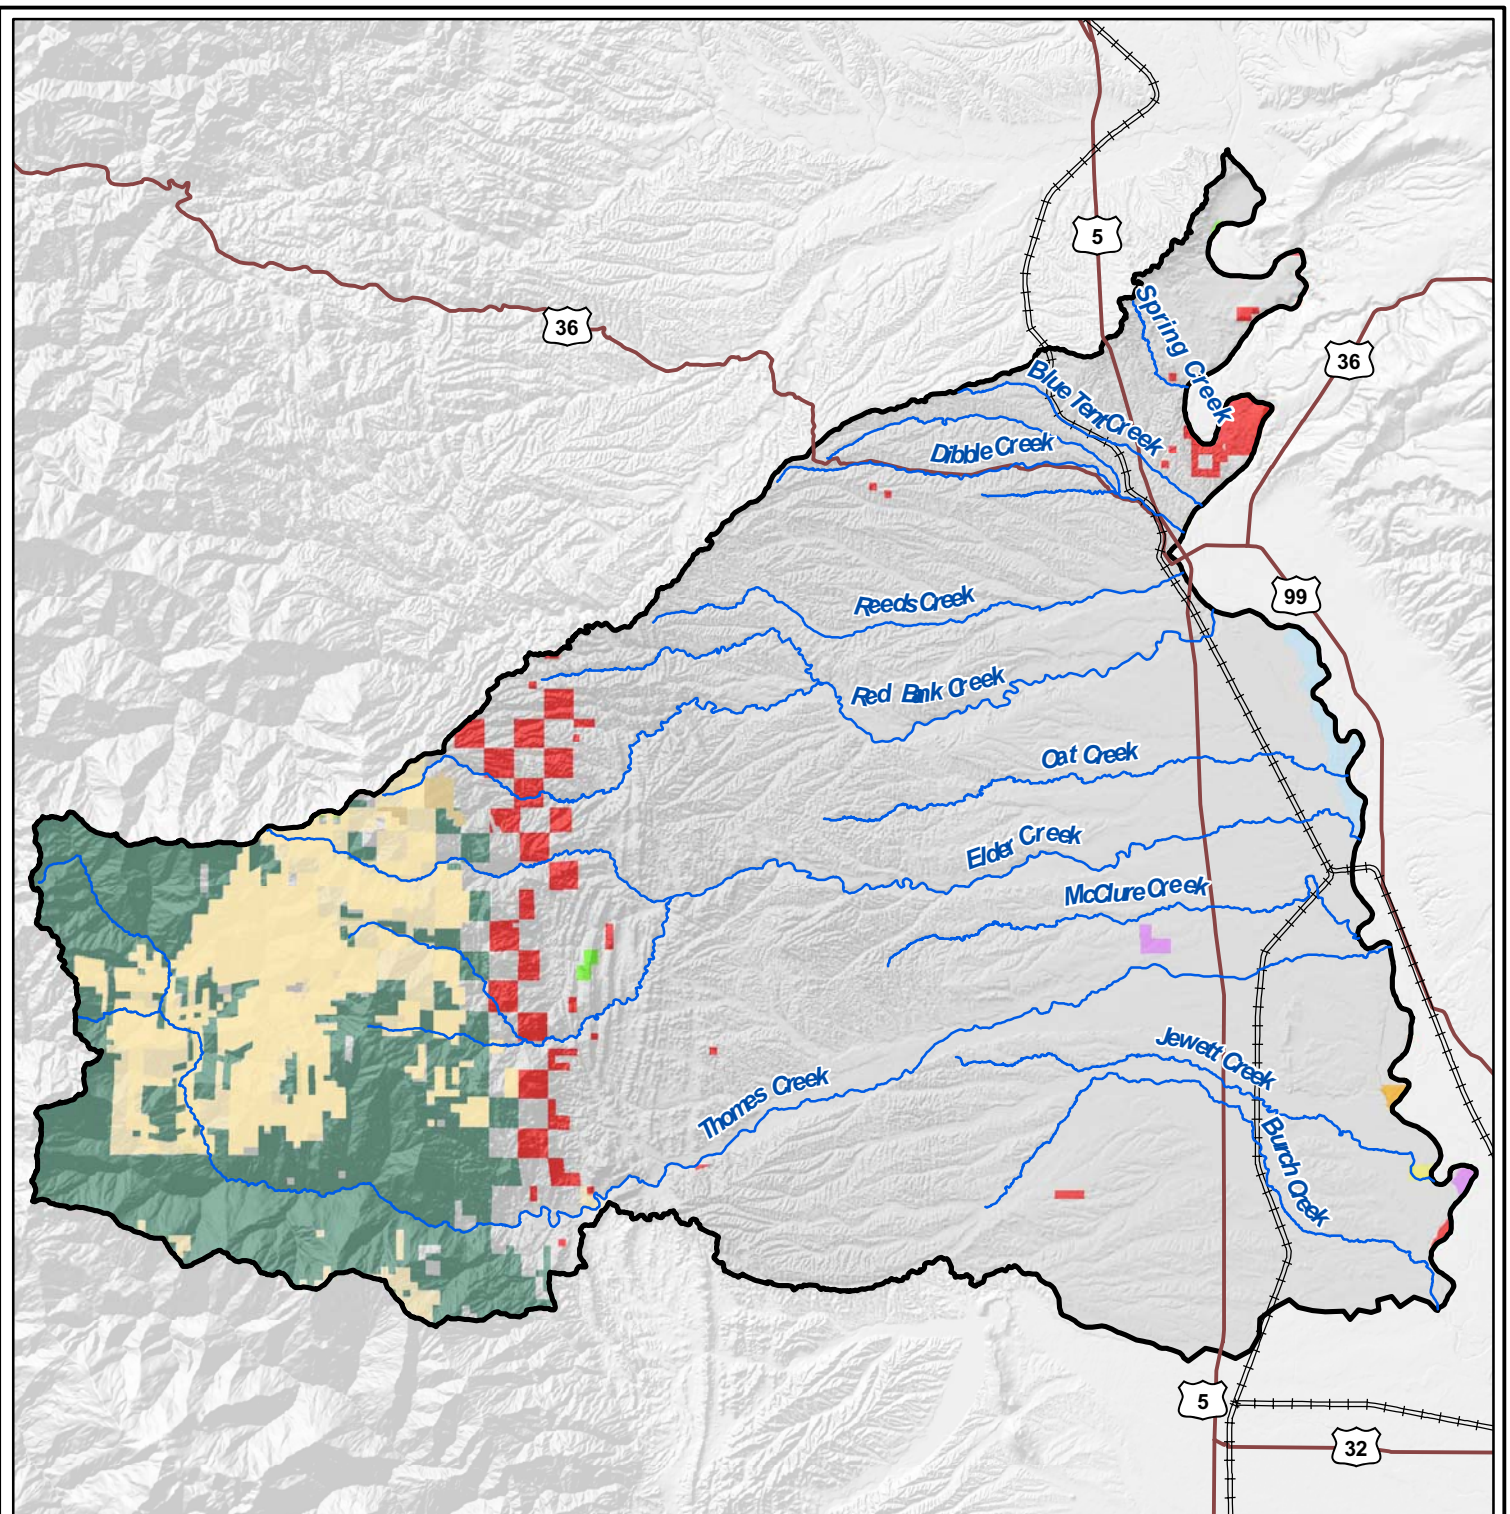 5
Spring Creek
36
36
Blue Tent Creek
Dibble Creek
99
Reeds Creek
Red Bank Creek
Oat Creek
Elder Creek
McClure Creek
Jewett Creek
Thomes Creek
Burch Creek
5
32